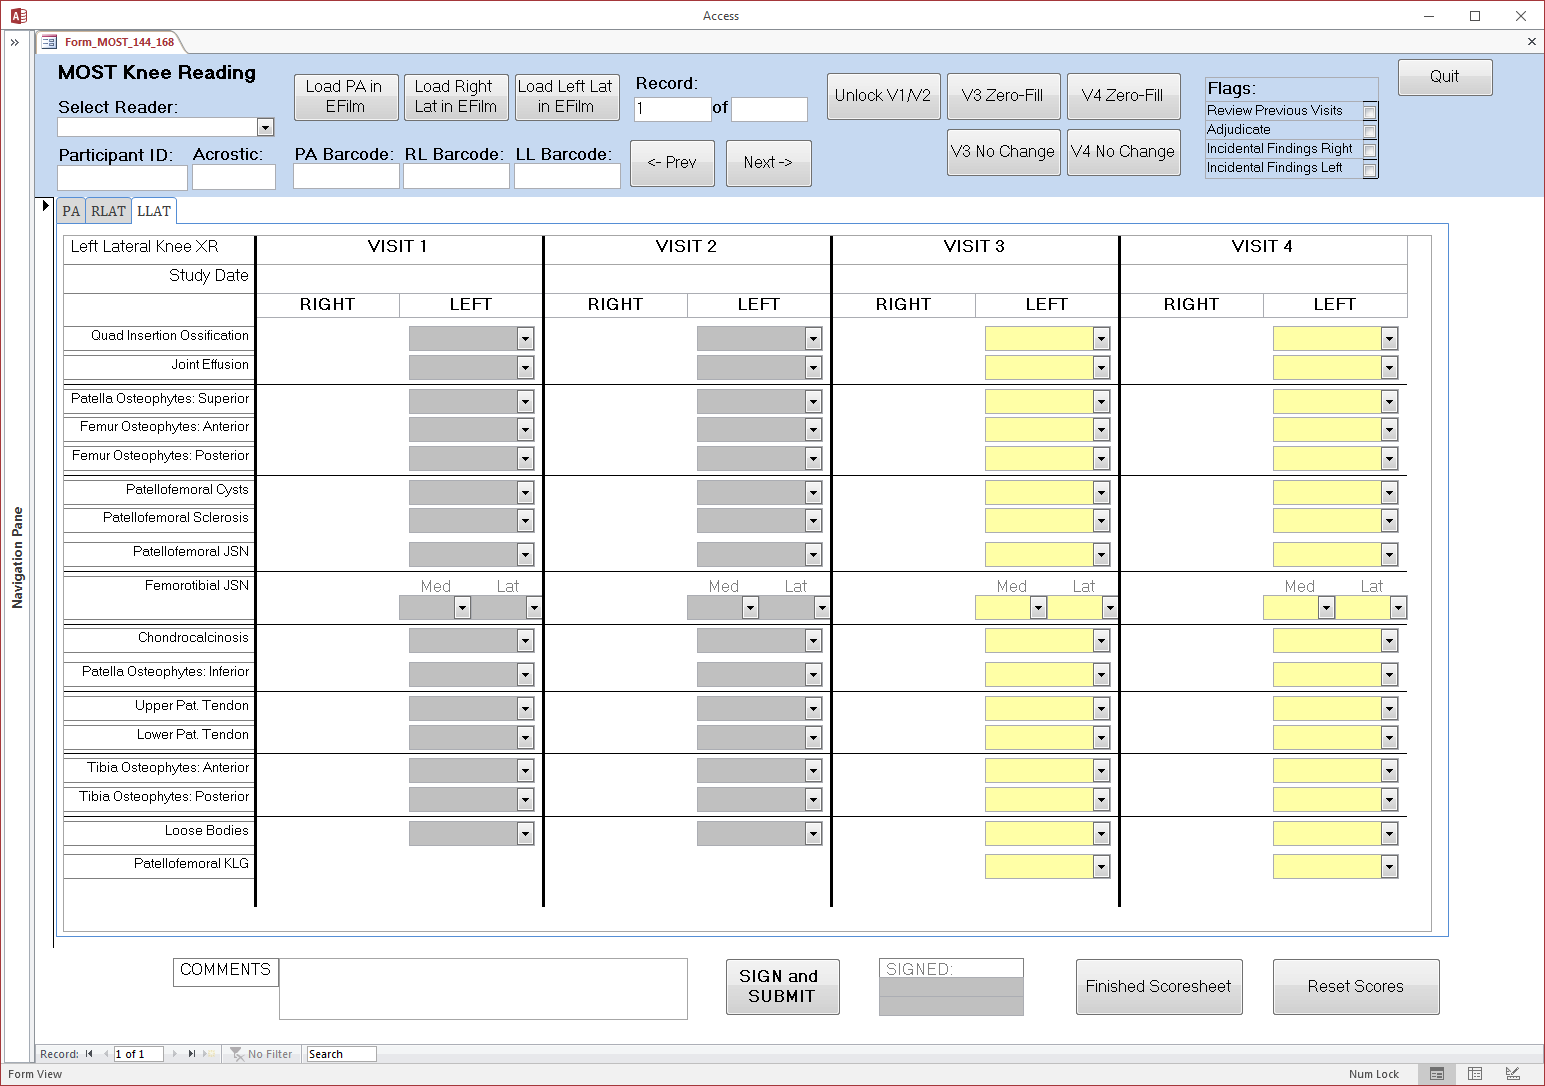 Access
Form_MOST_144_168
MOST Knee Reading
Select Reader:
Participant ID:
Acrostic:
Load PA in
EFilm
Load Right
Lat in EFilm
Load Left Lat
in EFilm
PA Barcode:
RL Barcode:
LL Barcode:
Record:
1
of
<- Prev
Next ->
Unlock V1/V2
V3 Zero-Fill
V4 Zero-Fill
V3 No Change
V4 No Change
Flags:
Review Previous Visits
Adjudicate
Incidental Findings Right
Incidental Findings Left
Quit
Navigation Pane
PA RLAT LLAT
Left Lateral Knee XR VISIT 1 VISIT 2 VISIT 3 VISIT 4
Study Date
RIGHT LEFT RIGHT LEFT RIGHT LEFT RIGHT LEFT
Quad Insertion Ossification
Joint Effusion
Patella Osteophytes: Superior
Femur Osteophytes: Anterior
Femur Osteophytes: Posterior
Patellofemoral Cysts
Patellofemoral Sclerosis
Patellofemoral JSN
Femorotibial JSN Med Lat Med Lat Med Lat Med Lat
Chondrocalcinosis
Patella Osteophytes: Inferior
Upper Pat. Tendon
Lower Pat. Tendon
Tibia Osteophytes: Anterior
Tibia Osteophytes: Posterior
Loose Bodies
Patellofemoral KLG
COMMENTS
SIGN and
SUBMIT
SIGNED:
Finished Scoresheet
Reset Scores
Record: 1 of 1 No Filter Search
Form View Num Lock